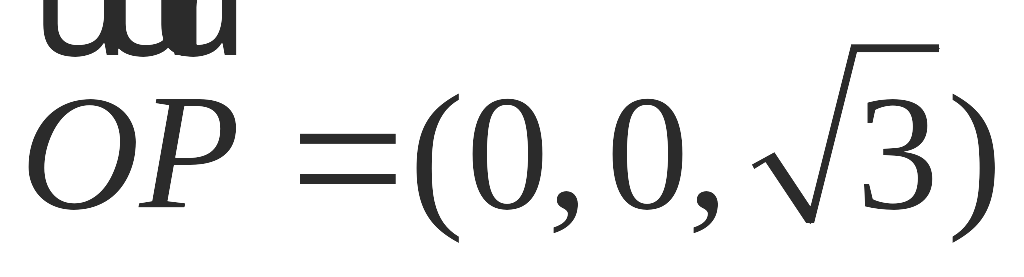 OP = (0, 0, √3)